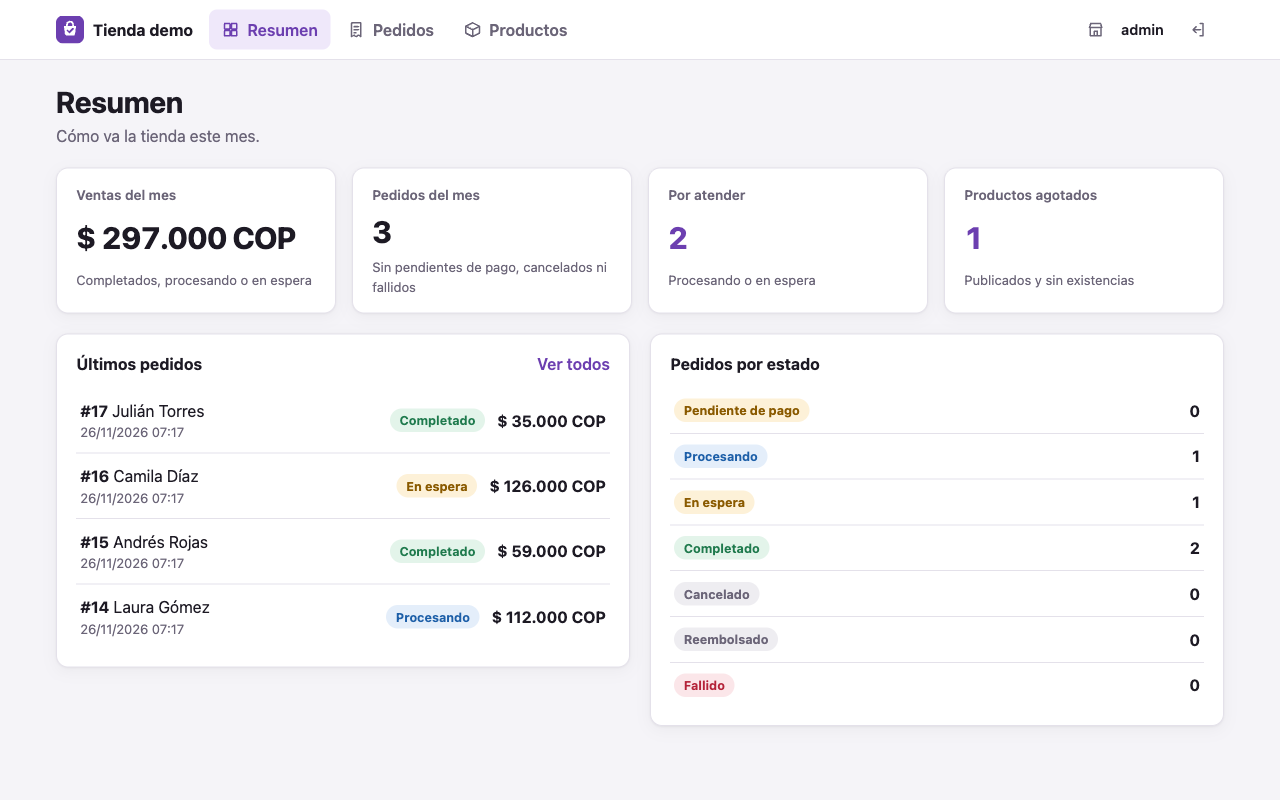 Tienda demo
Resumen
Pedidos
Productos
admin
Resumen
Cómo va la tienda este mes.
Ventas del mes
$ 297.000 COP
Completados, procesando o en espera
Pedidos del mes
3
Sin pendientes de pago, cancelados ni
fallidos
Por atender
2
Procesando o en espera
Productos agotados
1
Publicados y sin existencias
Últimos pedidos
Ver todos
#17 Julián Torres
26/11/2026 07:17
Completado
$ 35.000 COP
#16 Camila Díaz
26/11/2026 07:17
En espera
$ 126.000 COP
#15 Andrés Rojas
26/11/2026 07:17
Completado
$ 59.000 COP
#14 Laura Gómez
26/11/2026 07:17
Procesando
$ 112.000 COP
Pedidos por estado
Pendiente de pago 0
Procesando 1
En espera 1
Completado 2
Cancelado 0
Reembolsado 0
Fallido 0